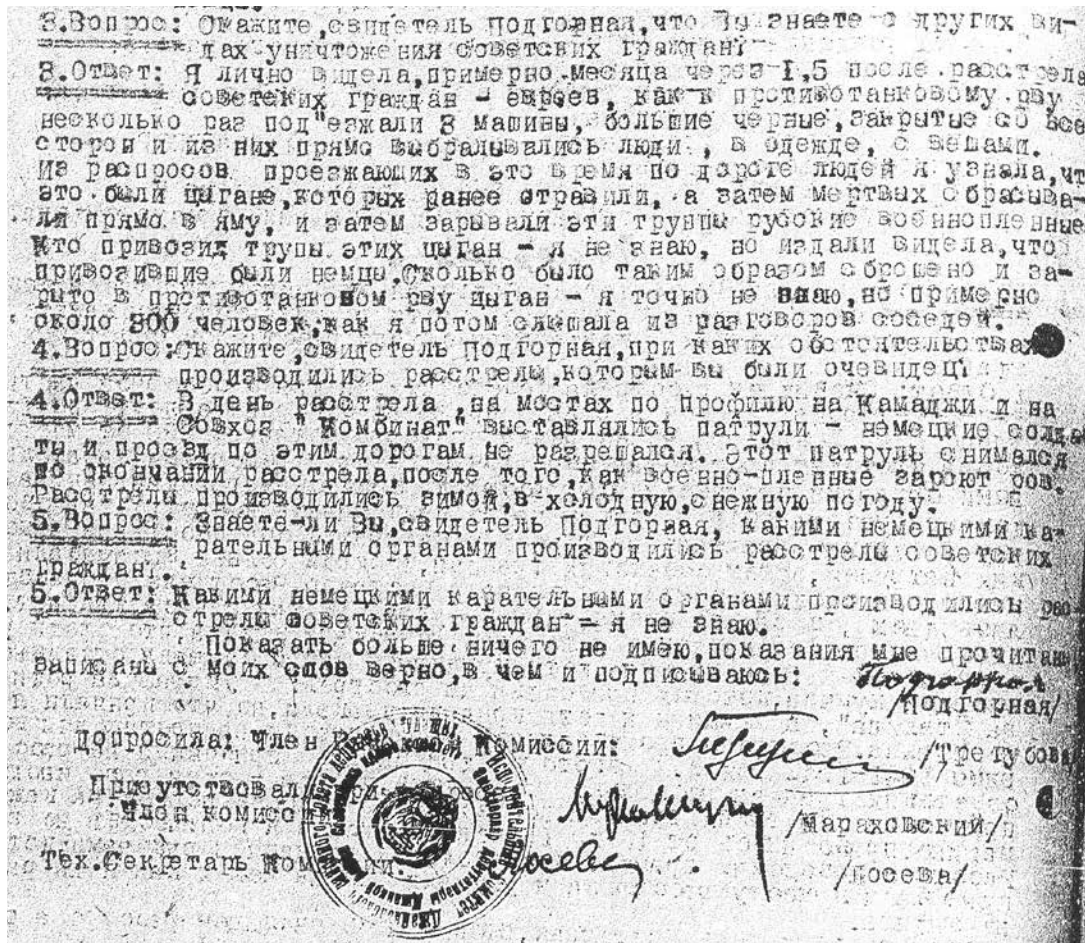 3.Вопрос: Скажите,свидетель Подгорная,что Вы знаете о других ви-
дах уничтожения советских граждан?
3.Ответ: Я лично видела,примерно месяца через 1,5 после расстрела
советских граждан - евреев, как к противотанковому рву
несколько раз под"езжали 3 машины, большие черные,закрытые со все
сторон и из них прямо выбрасывались люди , в одежде, с вещами.
Из распросов проезжающих в это время по дороге людей я узнала,чт
это были цыгане,которых ранее отравили, а затем мертвых сбрасыва-
ли прямо в яму, и затем зарывали эти трупы русские военнопленные
Кто привозил трупы этих цыган - я не знаю, но издали видела,что
привозившие были немцы.Сколько было таким образом сброшено и за-
рыто в противотанковом рву цыган - я точно не знаю,но примерно
около 300 человек,как я потом слышала из разговоров соседей.
4.Вопрос:Скажите,свидетель Подгорная,при каких обстоятельствах
производились расстрелы,которым вы были очевидец?
4.Ответ: В день расстрела ,на мостах по профилю на Камаджи и на
Совхоз " Комбинат" выставлялись патрули - немецкие солда
ты и проезд по этим дорогам не разрешался. Этот патруль снимался
по окончании расстрела,после того,как военно-пленные зароют ров.
Расстрелы производились зимой,в холодную,снежную погоду.
5.Вопрос: Знаете-ли Вы,свидетель Подгорная, какими немецкими ка-
рательными органами производились расстрелы советских
граждан?.
5.Ответ: Какими немецкими карательными органами производились рас-
стрелы советских граждан - я не знаю.
Показать больше ничего не имею,показания мне прочитаны
записаны с моих слов верно,в чем и подписываюсь:
/Подгорная/
Допросила: Член Комиссии: /Третубова
Присутствовал
Член комиссии /Мараховский/
Тех.Секретарь Комиссии Лосева /Лосева/